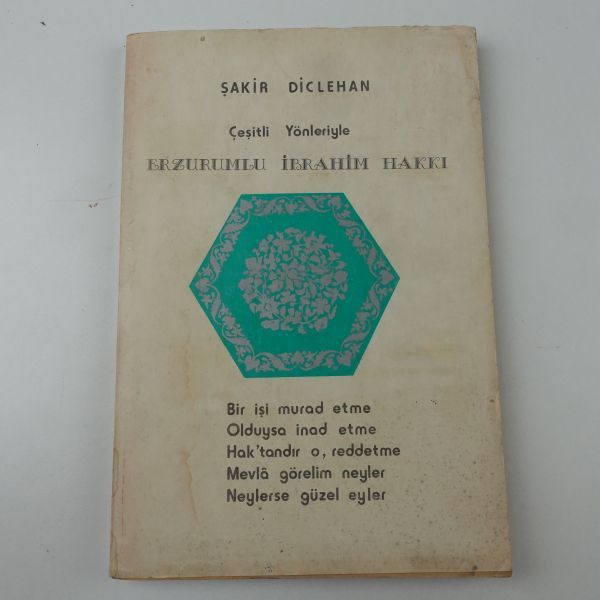 ŞAKİR DİCLEHAN
Çeşitli Yönleriyle
ERZURUMLU İBRAHİM HAKKI
Bir işi murad etme
Olduysa inad etme
Hak'tandır o, reddetme
Mevlâ görelim neyler
Neylerse güzel eyler